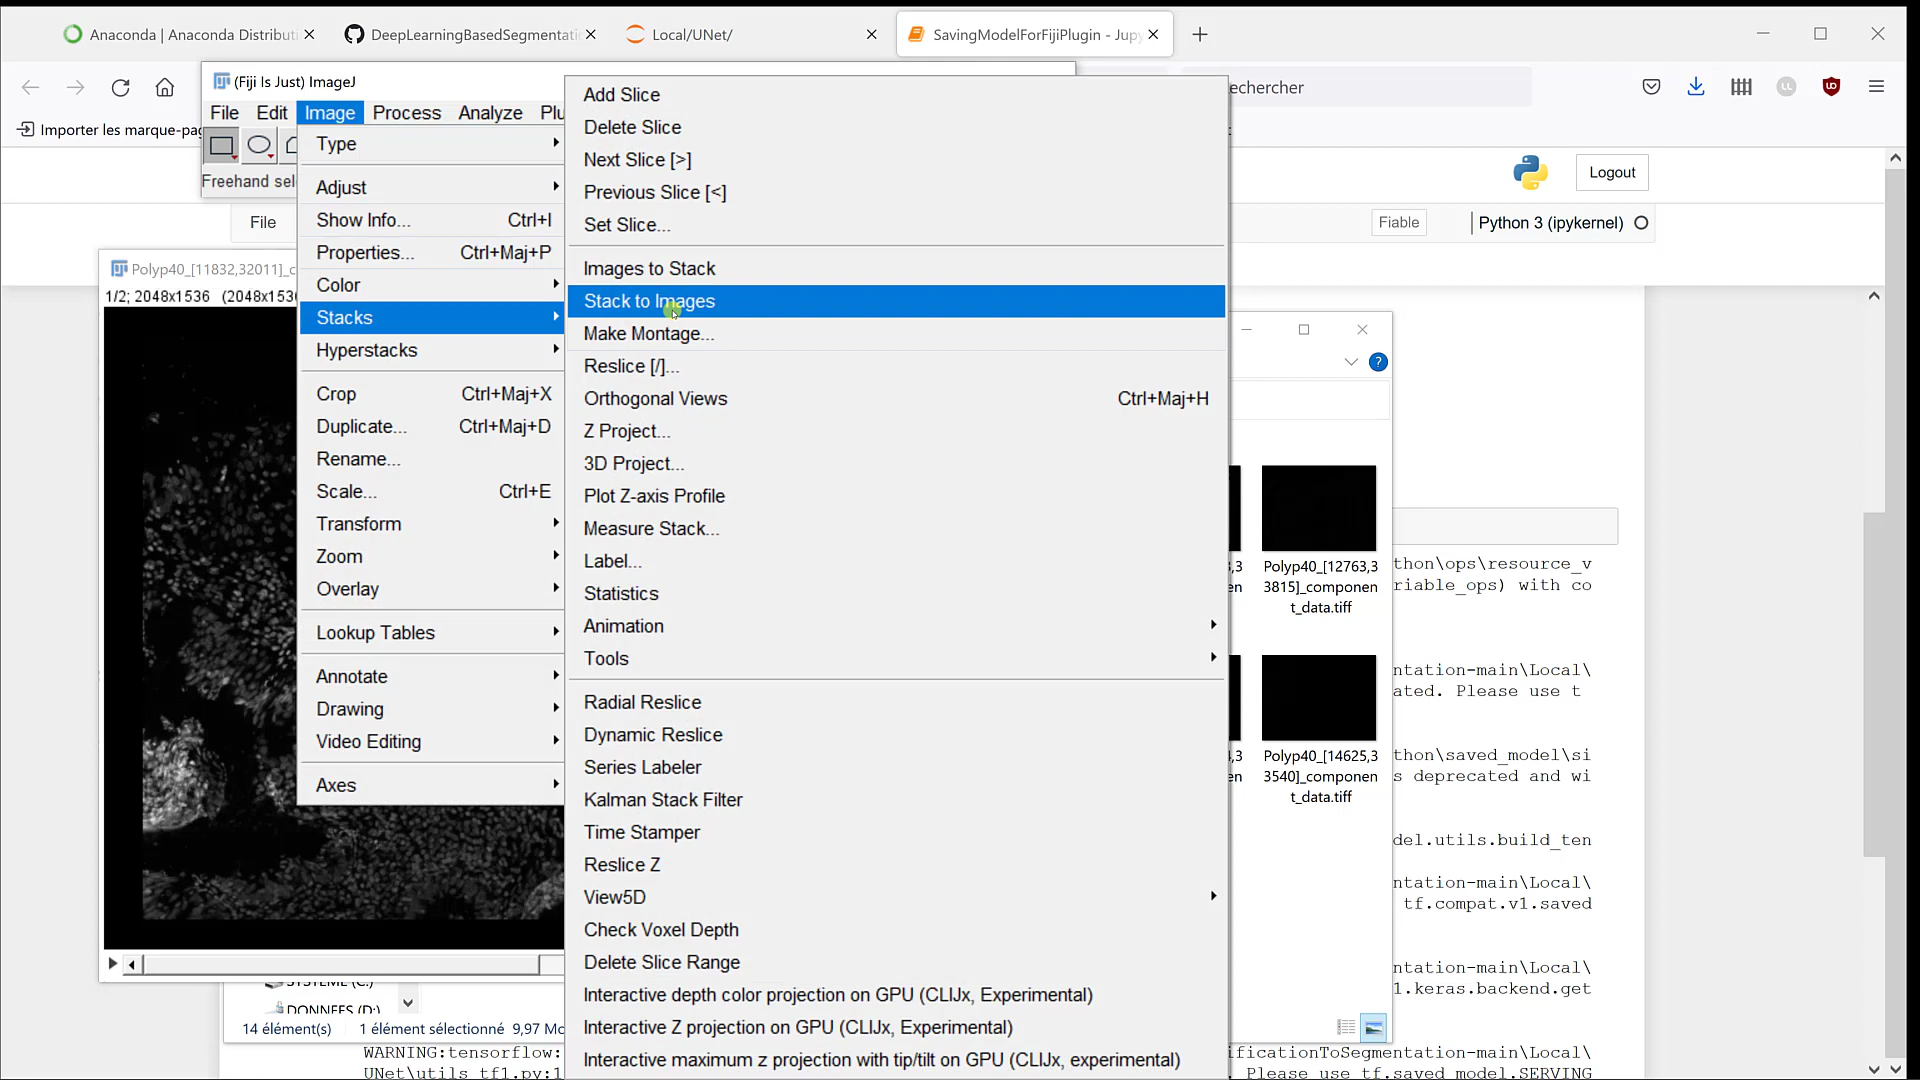 Anaconda | Anaconda Distributi
DeepLearningBasedSegmentati
Local/UNet/
SavingModelForFijiPlugin - Jupy
(Fiji Is Just) ImageJ
echercher
Importer les marque-pag
File Edit Image Process Analyze Plu
Freehand sel
Logout
File
Fiable
Python 3 (ipykernel)
Polyp40_[11832,32011]_c
1/2; 2048x1536 (2048x1536
Type
Adjust
Show Info... Ctrl+I
Properties... Ctrl+Maj+P
Color
Stacks
Hyperstacks
Crop Ctrl+Maj+X
Duplicate... Ctrl+Maj+D
Rename...
Scale... Ctrl+E
Transform
Zoom
Overlay
Lookup Tables
Annotate
Drawing
Video Editing
Axes
Add Slice
Delete Slice
Next Slice [>]
Previous Slice [<]
Set Slice...
Images to Stack
Stack to Images
Make Montage...
Reslice [/]...
Orthogonal Views Ctrl+Maj+H
Z Project...
3D Project...
Plot Z-axis Profile
Measure Stack...
Label...
Statistics
Animation
Tools
Radial Reslice
Dynamic Reslice
Series Labeler
Kalman Stack Filter
Time Stamper
Reslice Z
View5D
Check Voxel Depth
Delete Slice Range
Interactive depth color projection on GPU (CLIJx, Experimental)
Interactive Z projection on GPU (CLIJx, Experimental)
Interactive maximum z projection with tip/tilt on GPU (CLIJx, experimental)
Polyp40_[12763,3
3815]_componen
t_data.tiff
Polyp40_[14625,3
3540]_componen
t_data.tiff
thon\ops\resource_v
riable_ops) with co
ntation-main\Local\
ated. Please use t
thon\saved_model\si
s deprecated and wi
del.utils.build_ten
ntation-main\Local\
tf.compat.v1.saved
ntation-main\Local\
1.keras.backend.get
SYSTEME (C:)
DONNEES (D:)
14 élément(s) 1 élément sélectionné 9,97 Mo
WARNING:tensorflow:
ificationToSegmentation-main\Local\
UNet\utils_tf1.py:1
Please use tf.saved_model.SERVING